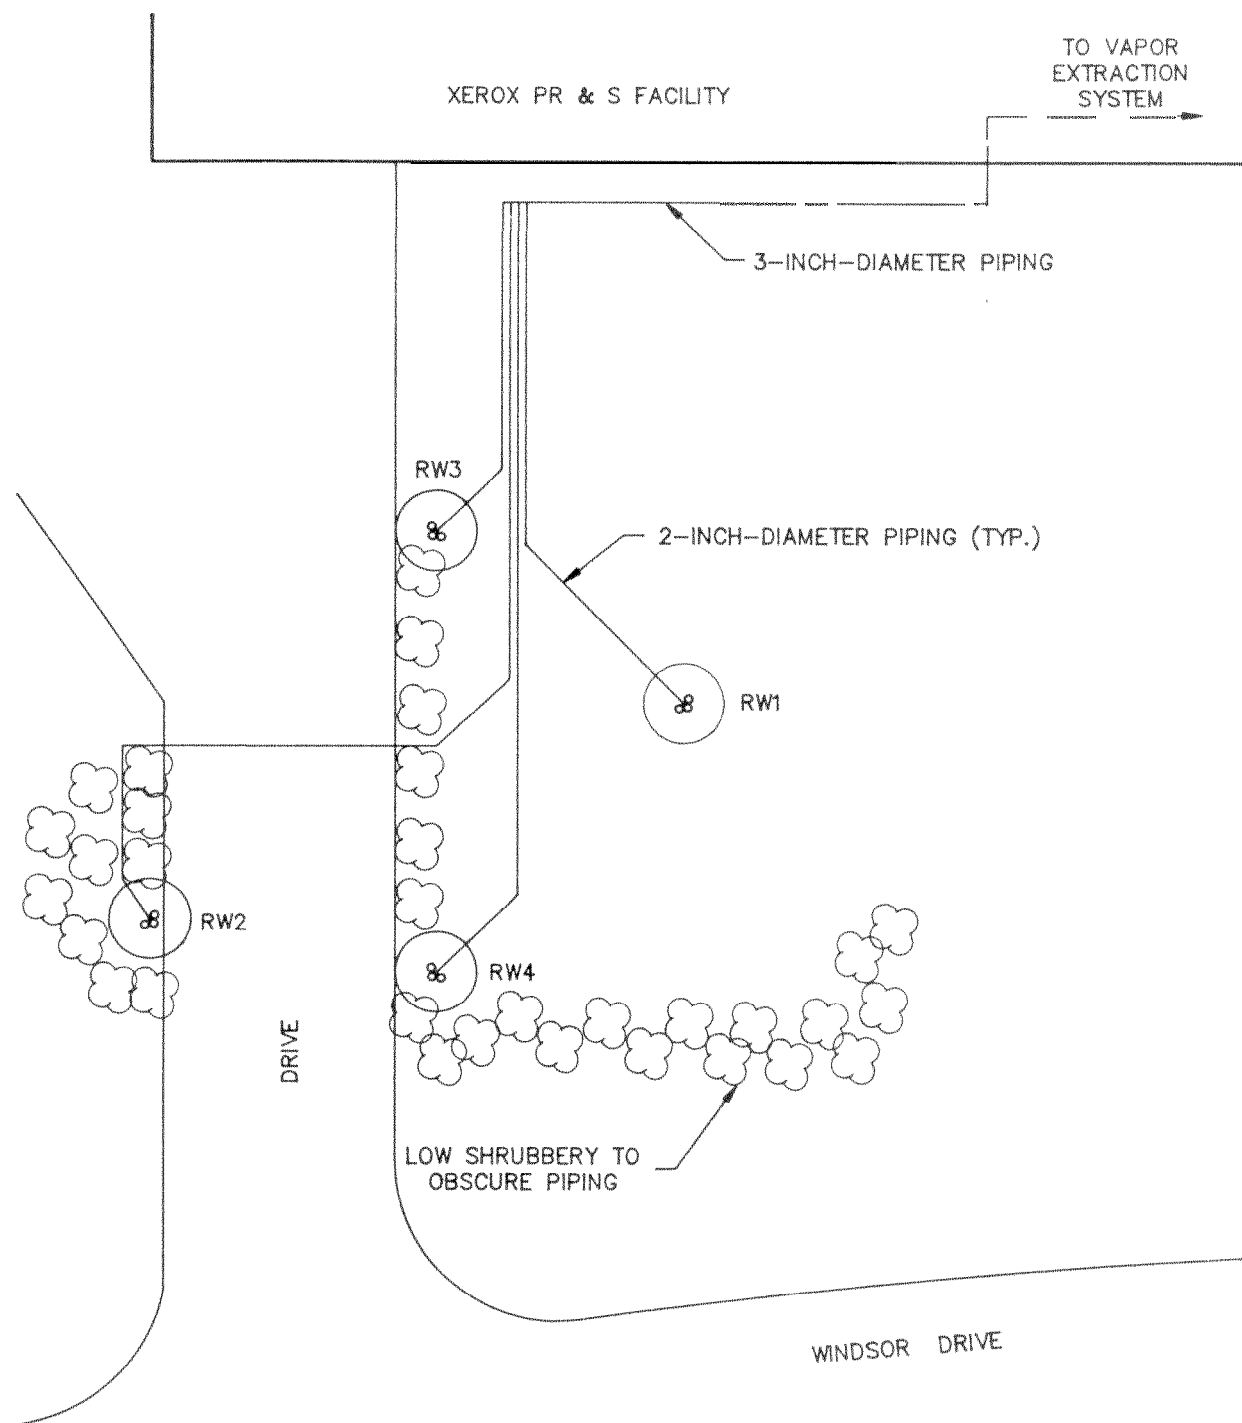 TO VAPOR
EXTRACTION
SYSTEM
XEROX PR & S FACILITY
3-INCH-DIAMETER PIPING
RW3
2-INCH-DIAMETER PIPING (TYP.)
RW1
RW2
RW4
DRIVE
LOW SHRUBBERY TO
OBSCURE PIPING
WINDSOR DRIVE